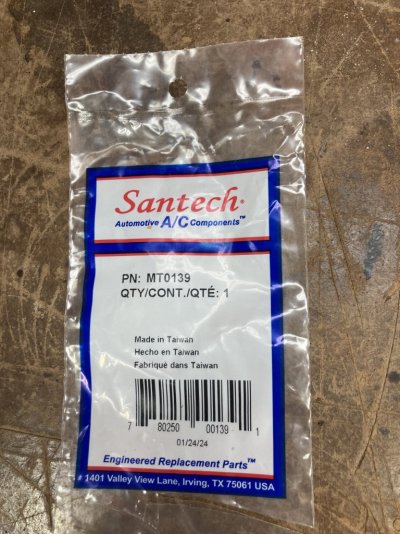 Santech®
Automotive A/C Components™
PN: MT0139
QTY/CONT./QTÉ: 1
Made in Taiwan
Hecho en Taiwan
Fabriqué dans Taiwan
7 80250 00139 1
01/24/24
Engineered Replacement Parts™
1401 Valley View Lane, Irving, TX 75061 USA